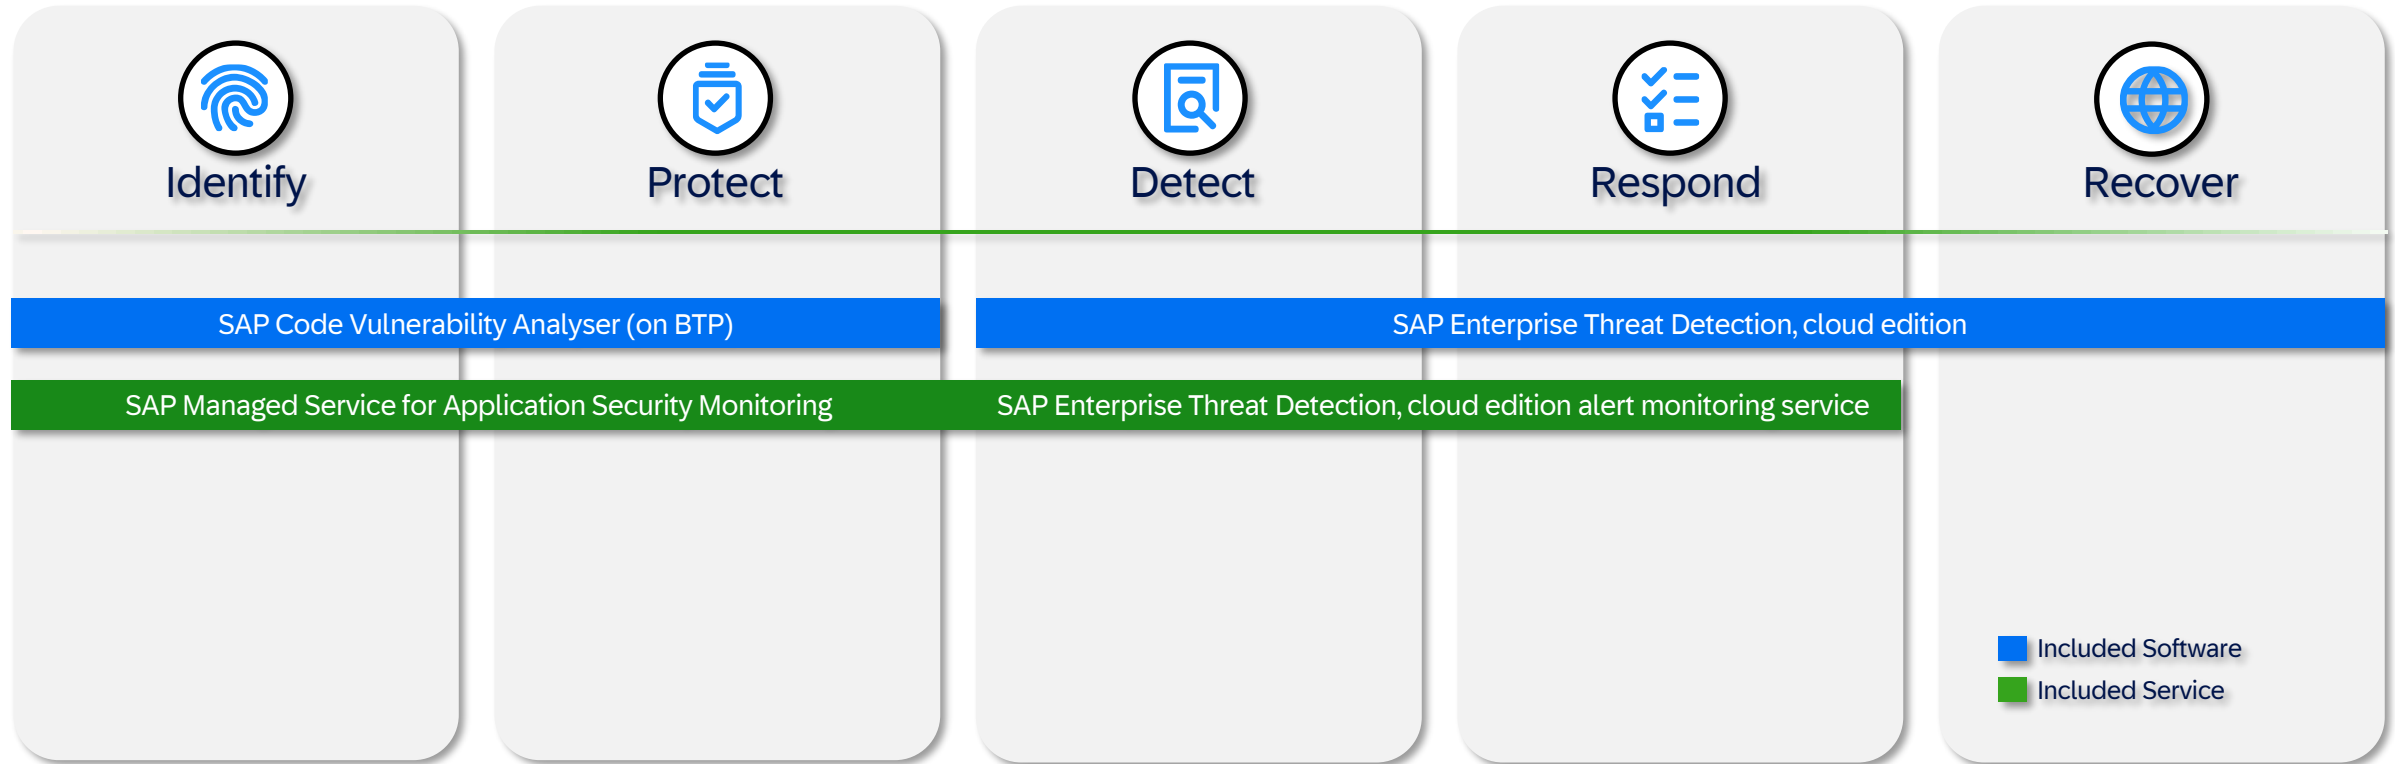 Identify
Protect
Detect
Respond
Recover
SAP Code Vulnerability Analyser (on BTP)
SAP Enterprise Threat Detection, cloud edition
SAP Managed Service for Application Security Monitoring
SAP Enterprise Threat Detection, cloud edition alert monitoring service
Included Software
Included Service